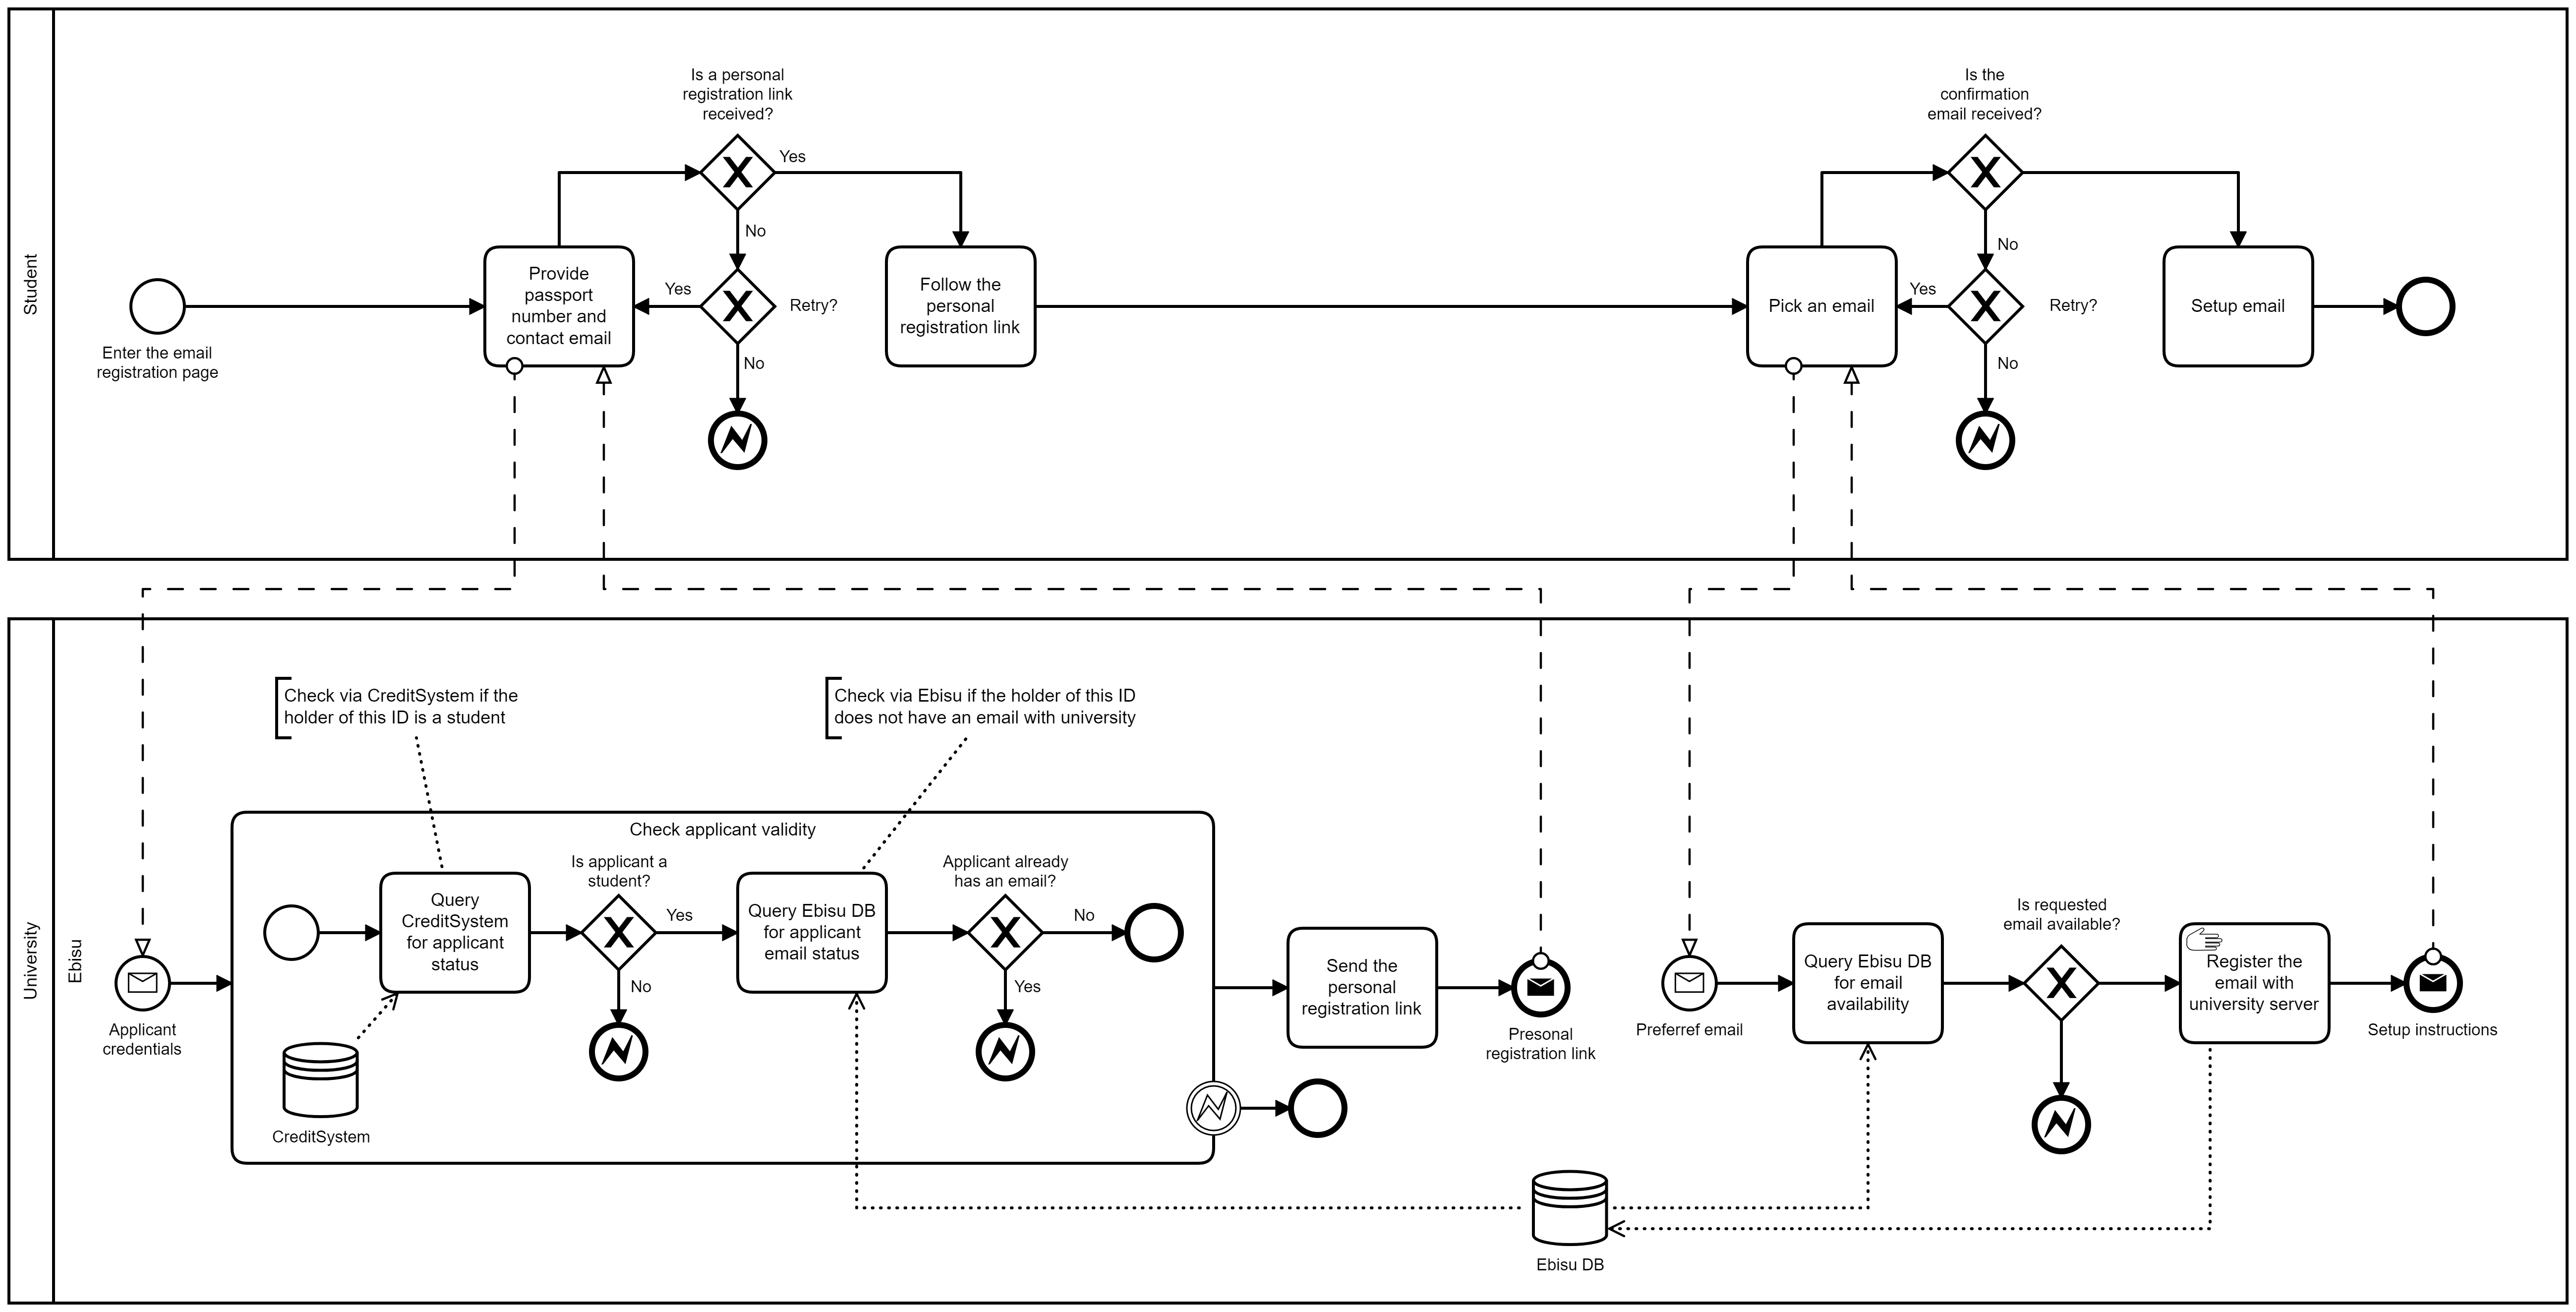 Student
Is a personal
registration link
received?
Yes
No
Provide
passport
number and
contact email
Yes
Retry?
No
Enter the email
registration page
Follow the
personal
registration link
Is the
confirmation
email received?
No
Pick an email
Yes
Retry?
No
Setup email
University
Ebisu
Check via CreditSystem if the
holder of this ID is a student
Check via Ebisu if the holder of this ID
does not have an email with university
Check applicant validity
Applicant
credentials
Query
CreditSystem
for applicant
status
Is applicant a
student?
Yes
No
CreditSystem
Query Ebisu DB
for applicant
email status
Applicant already
has an email?
No
Yes
Send the
personal
registration link
Presonal
registration link
Preferref email
Query Ebisu DB
for email
availability
Is requested
email available?
Register the
email with
university server
Setup instructions
Ebisu DB